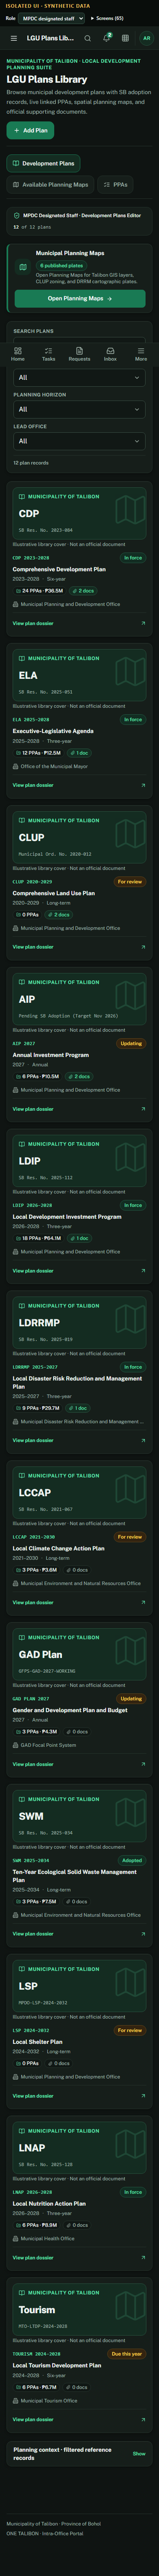 ISOLATED UI · SYNTHETIC DATA
Role MPDC designated staff ▸ Screens (65)
LGU Plans Lib... 2 AR
MUNICIPALITY OF TALIBON · LOCAL DEVELOPMENT
PLANNING SUITE
LGU Plans Library
Browse municipal development plans as an
animated bookshelf, with SB adoption
records, live linked PPAs, spatial planning maps, and
official supporting documents.
+ Add Plan
Development Plans
Available Planning Maps
PPAs
MPDC Designated Staff · Development Plans Editor
12 of 12 plans
Municipal Planning Maps
6 published plates
Open Planning Maps for Talibon GIS layers,
CLUP zoning, and DRRM cartographic plates.
Open Planning Maps →
SEARCH PLANS
Home
Tasks
Requests
Inbox
More
All
PLANNING HORIZON
All
LEAD OFFICE
All
12 plan records
MUNICIPALITY OF TALIBON
CDP
SB Res. No. 2023-084
Illustrative library cover · Not an official document
CDP 2023-2028
In force
Comprehensive Development Plan
2023–2028 · Six-year
24 PPAs · ₱36.5M
2 docs
Municipal Planning and Development Office
View plan dossier
MUNICIPALITY OF TALIBON
ELA
SB Res. No. 2025-051
Illustrative library cover · Not an official document
ELA 2025-2028
In force
Executive-Legislative Agenda
2025–2028 · Three-year
12 PPAs · ₱12.5M
1 doc
Office of the Municipal Mayor
View plan dossier
MUNICIPALITY OF TALIBON
CLUP
Municipal Ord. No. 2020-012
Illustrative library cover · Not an official document
CLUP 2020-2029
For review
Comprehensive Land Use Plan
2020–2029 · Long-term
0 PPAs
2 docs
Municipal Planning and Development Office
View plan dossier
MUNICIPALITY OF TALIBON
AIP
Pending SB Adoption (Target Nov 2026)
Illustrative library cover · Not an official document
AIP 2027
Updating
Annual Investment Program
2027 · Annual
6 PPAs · ₱10.5M
2 docs
Municipal Planning and Development Office
View plan dossier
MUNICIPALITY OF TALIBON
LDIP
SB Res. No. 2025-112
Illustrative library cover · Not an official document
LDIP 2026-2028
In force
Local Development Investment Program
2026–2028 · Three-year
18 PPAs · ₱64.1M
1 doc
Municipal Planning and Development Office
View plan dossier
MUNICIPALITY OF TALIBON
LDRRMP
SB Res. No. 2025-019
Illustrative library cover · Not an official document
LDRRMP 2025-2027
In force
Local Disaster Risk Reduction and Management
Plan
2025–2027 · Three-year
9 PPAs · ₱29.7M
1 doc
Municipal Disaster Risk Reduction and Management ...
View plan dossier
MUNICIPALITY OF TALIBON
LCCAP
SB Res. No. 2021-067
Illustrative library cover · Not an official document
LCCAP 2021-2030
For review
Local Climate Change Action Plan
2021–2030 · Long-term
3 PPAs · ₱3.6M
0 docs
Municipal Environment and Natural Resources Office
View plan dossier
MUNICIPALITY OF TALIBON
GAD Plan
GFPS-GAD-2027-WORKING
Illustrative library cover · Not an official document
GAD PLAN 2027
Updating
Gender and Development Plan and Budget
2027 · Annual
3 PPAs · ₱4.3M
0 docs
GAD Focal Point System
View plan dossier
MUNICIPALITY OF TALIBON
SWM
SB Res. No. 2025-034
Illustrative library cover · Not an official document
SWM 2025-2034
Adopted
Ten-Year Ecological Solid Waste Management
Plan
2025–2034 · Long-term
3 PPAs · ₱7.5M
0 docs
Municipal Environment and Natural Resources Office
View plan dossier
MUNICIPALITY OF TALIBON
LSP
MPDO-LSP-2024-2032
Illustrative library cover · Not an official document
LSP 2024-2032
For review
Local Shelter Plan
2024–2032 · Long-term
0 PPAs
0 docs
Municipal Planning and Development Office
View plan dossier
MUNICIPALITY OF TALIBON
LNAP
SB Res. No. 2025-128
Illustrative library cover · Not an official document
LNAP 2026-2028
In force
Local Nutrition Action Plan
2026–2028 · Three-year
6 PPAs · ₱8.9M
0 docs
Municipal Health Office
View plan dossier
MUNICIPALITY OF TALIBON
Tourism
MTO-LTDP-2024-2028
Illustrative library cover · Not an official document
TOURISM 2024-2028
Due this year
Local Tourism Development Plan
2024–2028 · Six-year
6 PPAs · ₱6.7M
0 docs
Municipal Tourism Office
View plan dossier
Planning context · filtered reference
records
Show
Municipality of Talibon · Province of Bohol
ONE TALIBON · Intra-Office Portal